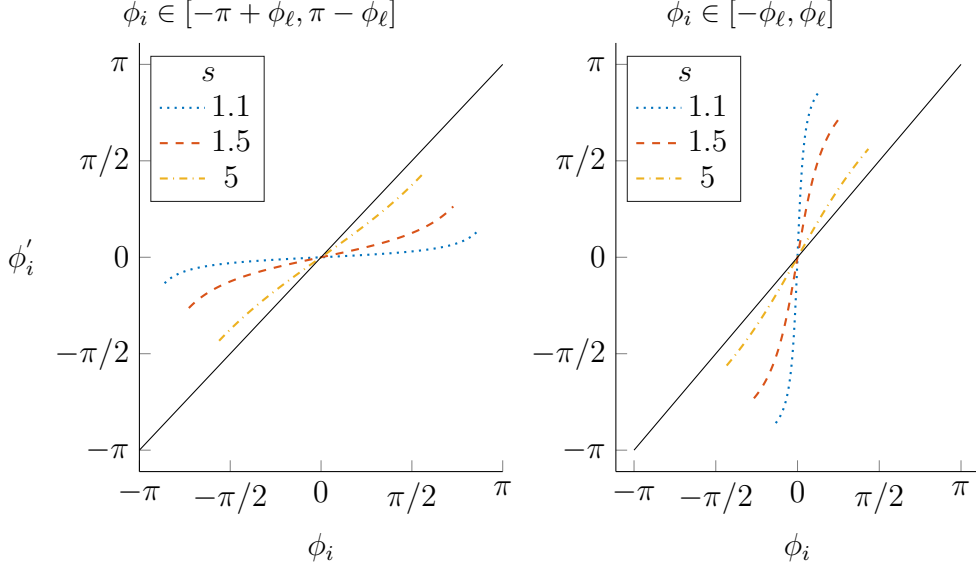 ϕ_i ∈ [−π + ϕ_ℓ, π − ϕ_ℓ]
π
π/2
0
−π/2
−π
ϕ′_i
s
1.1
1.5
5
−π
−π/2
0
π/2
π
ϕ_i
ϕ_i ∈ [−ϕ_ℓ, ϕ_ℓ]
π
π/2
0
−π/2
−π
s
1.1
1.5
5
−π
−π/2
0
π/2
π
ϕ_i